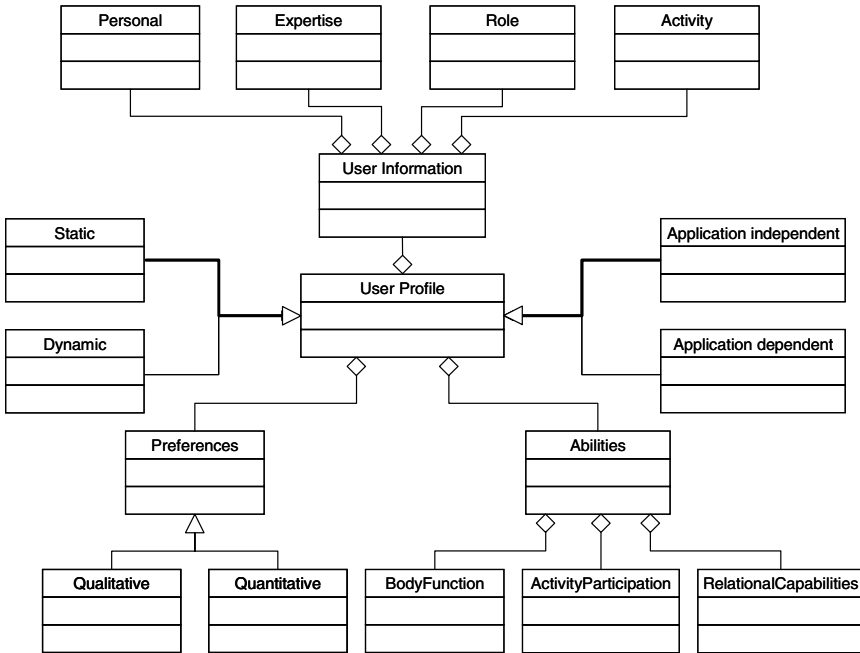 Personal
Expertise
Role
Activity
User Information
Static
Application independent
User Profile
Dynamic
Application dependent
Preferences
Abilities
Qualitative
Quantitative
BodyFunction
ActivityParticipation
RelationalCapabilities